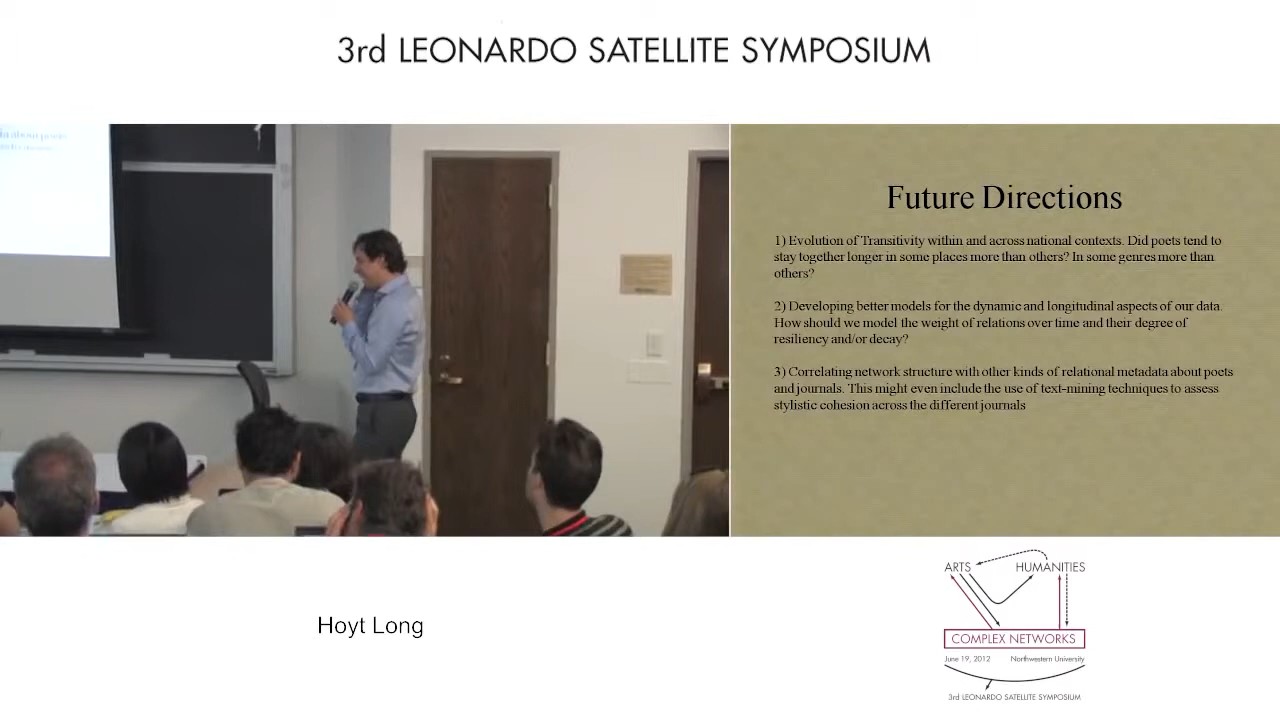 3rd LEONARDO SATELLITE SYMPOSIUM
Future Directions
1) Evolution of Transitivity within and across national contexts. Did poets tend to
stay together longer in some places more than others? In some genres more than
others?
2) Developing better models for the dynamic and longitudinal aspects of our data.
How should we model the weight of relations over time and their degree of
resiliency and/or decay?
3) Correlating network structure with other kinds of relational metadata about poets
and journals. This might even include the use of text-mining techniques to assess
stylistic cohesion across the different journals
Hoyt Long
ARTS HUMANITIES
COMPLEX NETWORKS
June 19, 2012 Northwestern University
3rd LEONARDO SATELLITE SYMPOSIUM